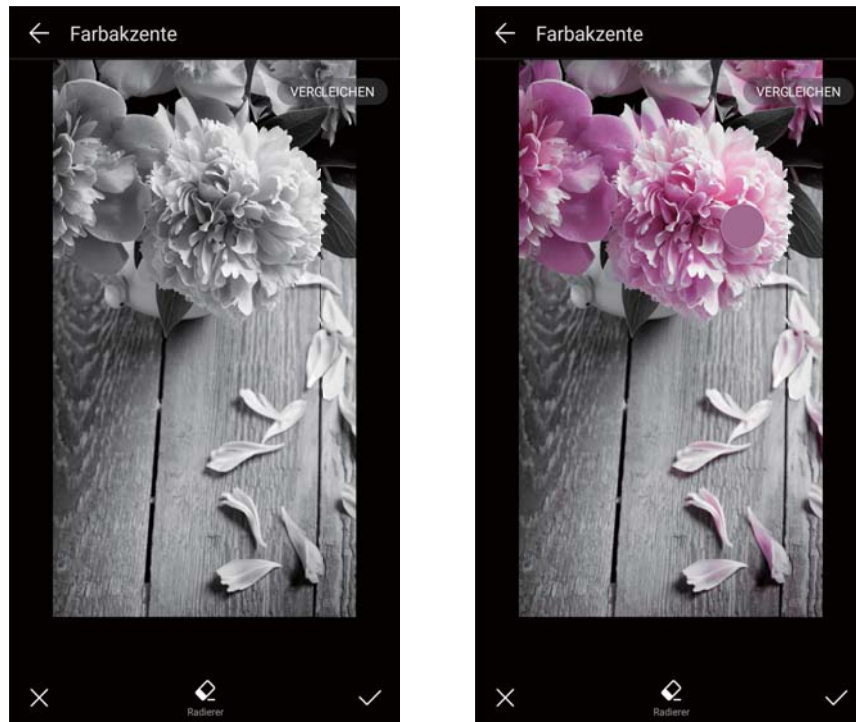 Farbakzente
VERGLEICHEN
Radierer
Farbakzente
VERGLEICHEN
Radierer